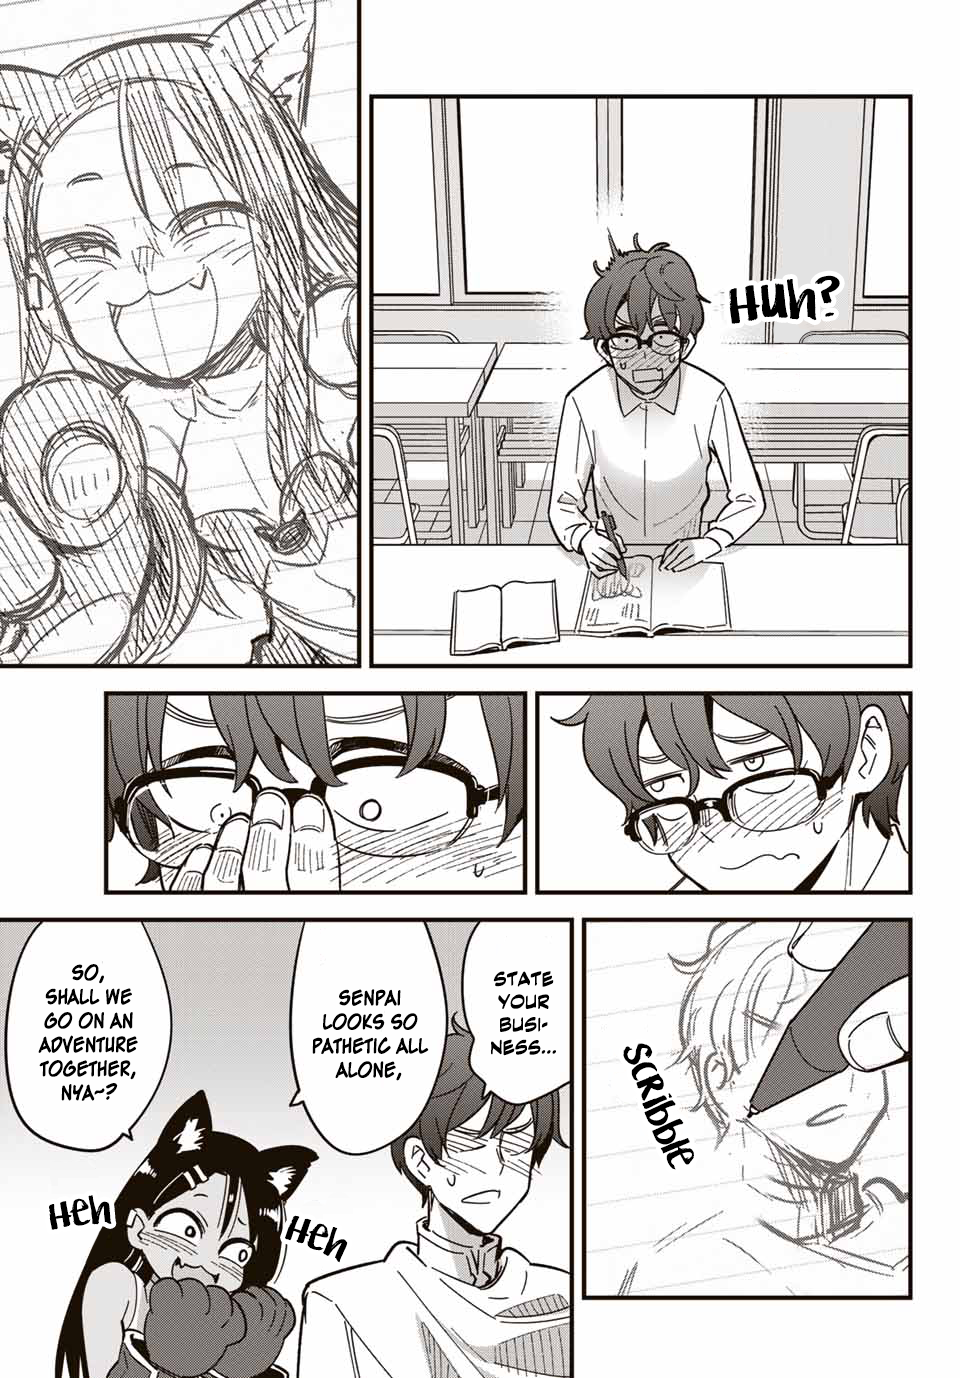 HUH?
SCRIBBLE
STATE
YOUR
BUSI-
NESS...
SENPAI
LOOKS SO
PATHETIC ALL
ALONE,
SO,
SHALL WE
GO ON AN
ADVENTURE
TOGETHER,
NYA~?
HEH
HEH